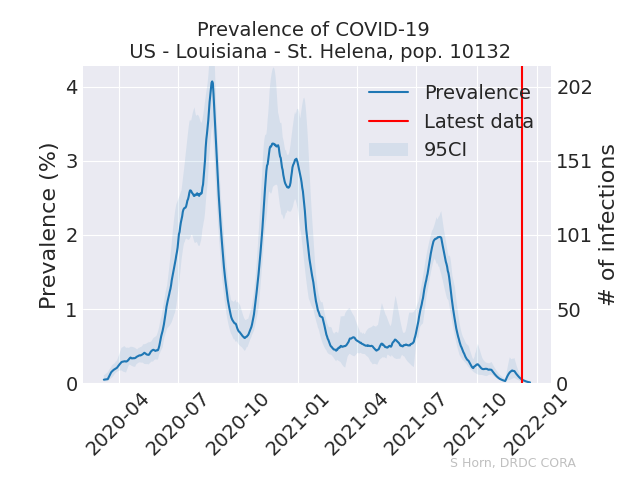 Prevalence of COVID-19
US - Louisiana - St. Helena, pop. 10132
Prevalence (%)
4
3
2
1
0
Prevalence
Latest data
95CI
202
151
101
50
0
# of infections
2020-04
2020-07
2020-10
2021-01
2021-04
2021-07
2021-10
2022-01
S Horn, DRDC CORA